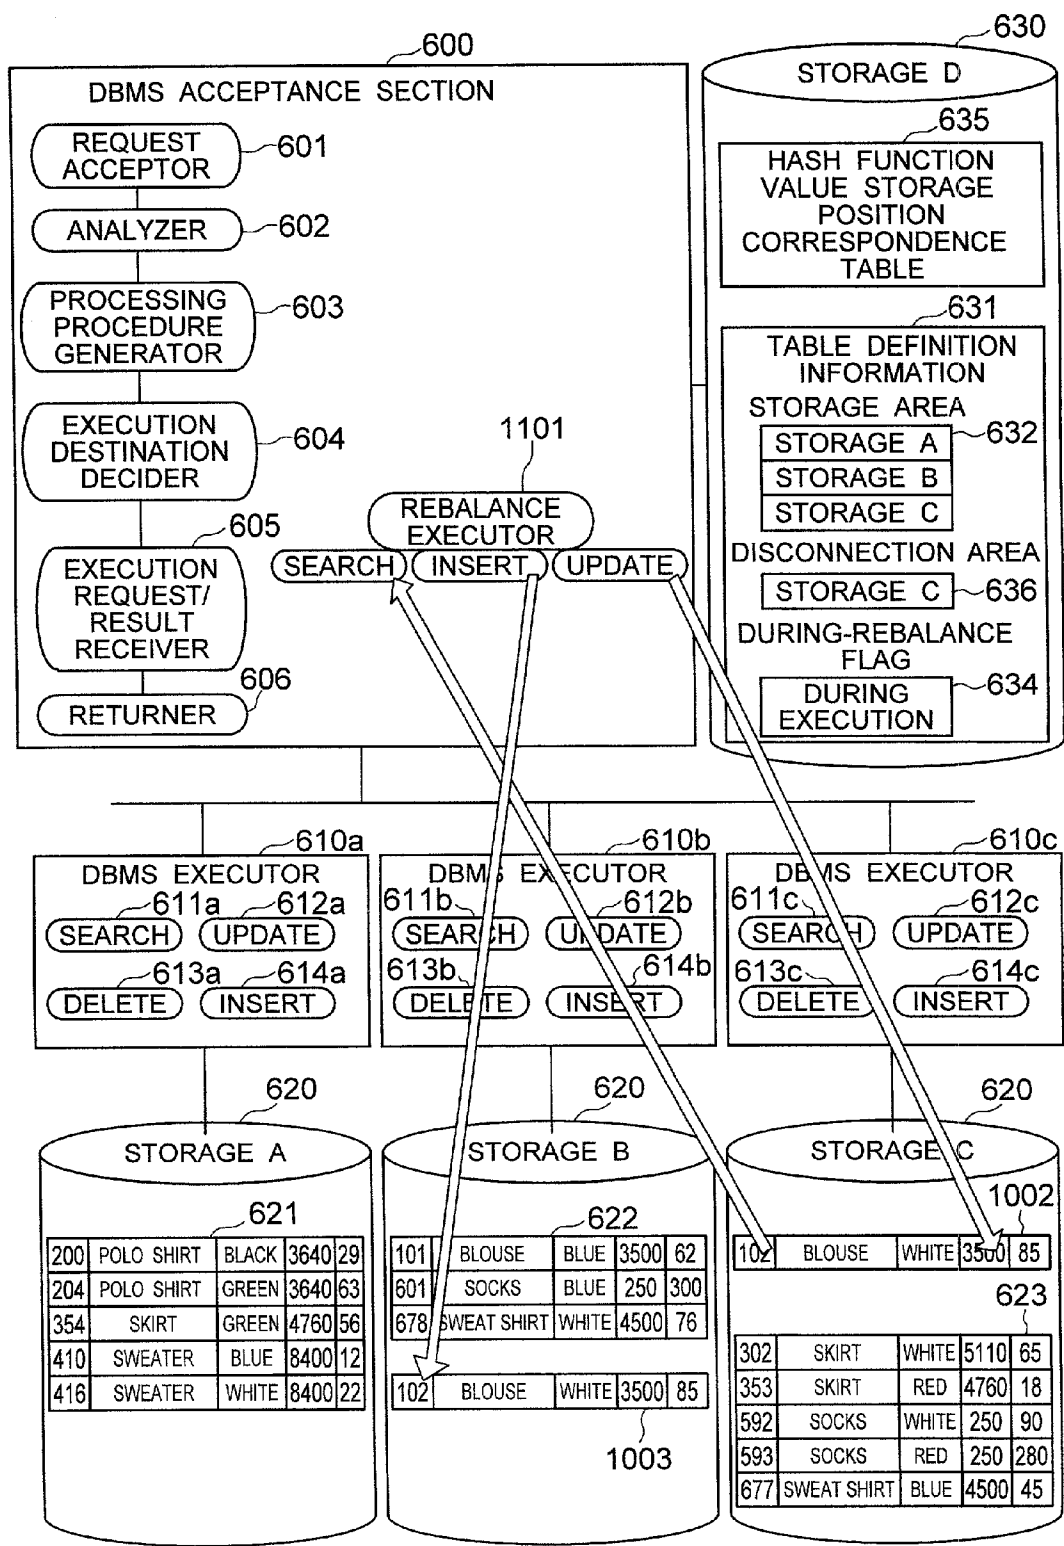 600
DBMS ACCEPTANCE SECTION
REQUEST
ACCEPTOR
601
ANALYZER
602
PROCESSING
PROCEDURE
GENERATOR
603
EXECUTION
DESTINATION
DECIDER
604
605
EXECUTION
REQUEST/
RESULT
RECEIVER
606
RETURNER
1101
REBALANCE
EXECUTOR
SEARCH
INSERT
UPDATE
630
STORAGE D
635
HASH FUNCTION
VALUE STORAGE
POSITION
CORRESPONDENCE
TABLE
631
TABLE DEFINITION
INFORMATION
STORAGE AREA
STORAGE A
632
STORAGE B
STORAGE C
DISCONNECTION AREA
STORAGE C
636
DURING-REBALANCE
FLAG
DURING
EXECUTION
634
610a
DBMS EXECUTOR
611a
612a
SEARCH
UPDATE
613a
614a
DELETE
INSERT
610b
DBMS EXECUTOR
611b
612b
SEARCH
UPDATE
613b
614b
DELETE
INSERT
610c
DBMS EXECUTOR
611c
612c
SEARCH
UPDATE
613c
614c
DELETE
INSERT
620
STORAGE A
621
200 POLO SHIRT BLACK 3640 29
204 POLO SHIRT GREEN 3640 63
354 SKIRT GREEN 4760 56
410 SWEATER BLUE 8400 12
416 SWEATER WHITE 8400 22
620
STORAGE B
622
101 BLOUSE BLUE 3500 62
601 SOCKS BLUE 250 300
678 SWEAT SHIRT WHITE 4500 76
102 BLOUSE WHITE 3500 85
1003
620
STORAGE C
1002
102 BLOUSE WHITE 3500 85
623
302 SKIRT WHITE 5110 65
353 SKIRT RED 4760 18
592 SOCKS WHITE 250 90
593 SOCKS RED 250 280
677 SWEAT SHIRT BLUE 4500 45